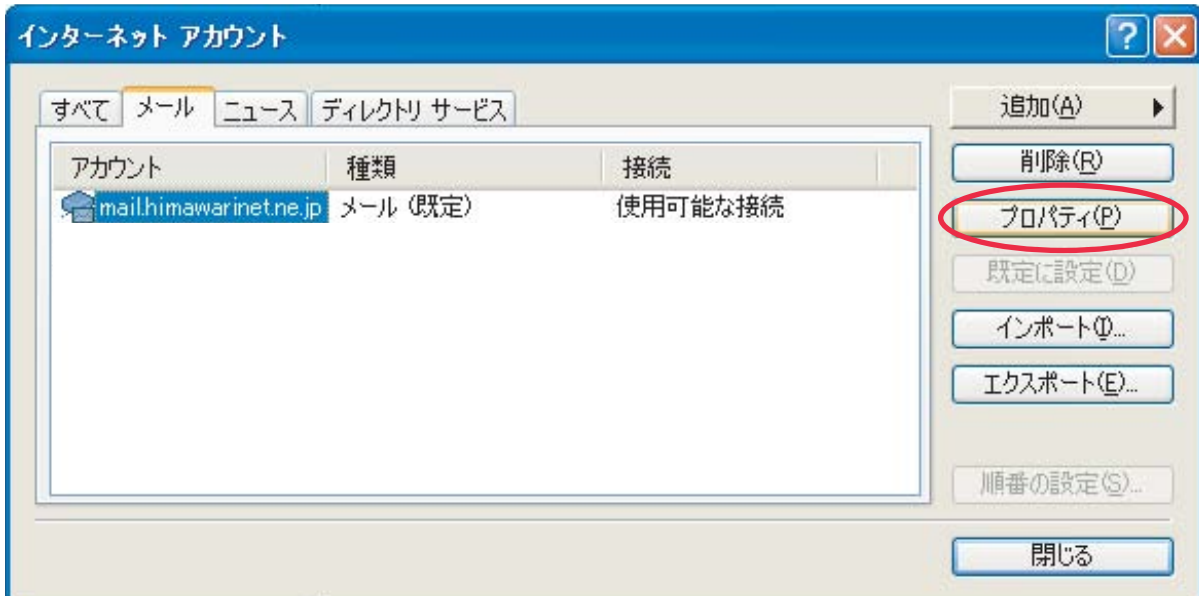 インターネット アカウント
すべて メール ニュース ディレクトリ サービス
アカウント 種類 接続
mail.himawarinet.ne.jp メール (既定) 使用可能な接続
追加(A)
削除(R)
プロパティ(P)
既定に設定(D)
インポート(I)...
エクスポート(E)...
順番の設定(S)...
閉じる